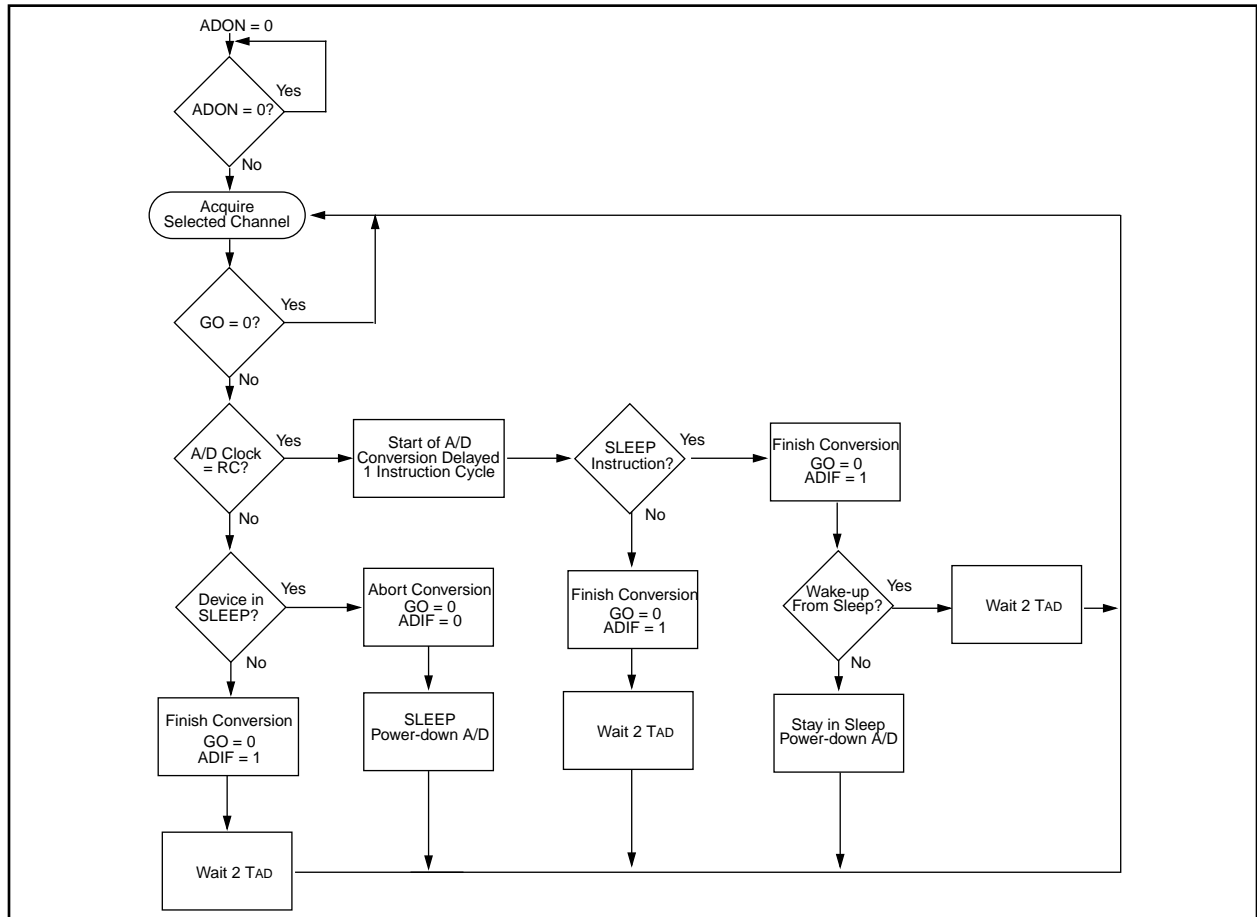 ADON = 0
Yes
ADON = 0?
No
Acquire
Selected Channel
Yes
GO = 0?
No
A/D Clock
= RC?
Yes
Start of A/D
Conversion Delayed
1 Instruction Cycle
SLEEP
Instruction?
Yes
Finish Conversion
GO = 0
ADIF = 1
No
No
Device in
SLEEP?
Yes
Abort Conversion
GO = 0
ADIF = 0
Finish Conversion
GO = 0
ADIF = 1
Wake-up
From Sleep?
Yes
Wait 2 TAD
No
No
Finish Conversion
GO = 0
ADIF = 1
SLEEP
Power-down A/D
Wait 2 TAD
Stay in Sleep
Power-down A/D
Wait 2 TAD